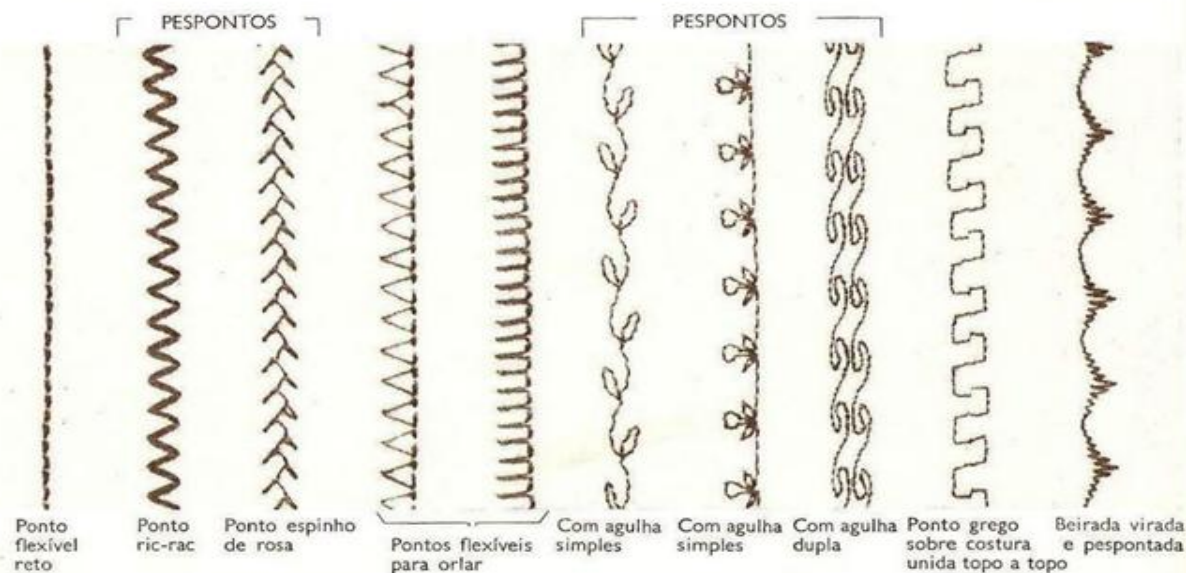 PESPONTOS
PESPONTOS
Ponto
flexível
reto
Ponto
ric-rac
Ponto espinho
de rosa
Pontos flexíveis
para orlar
Com agulha
simples
Com agulha
simples
Com agulha
dupla
Ponto grego
sobre costura
unida topo a topo
Beirada virada
e pespontada